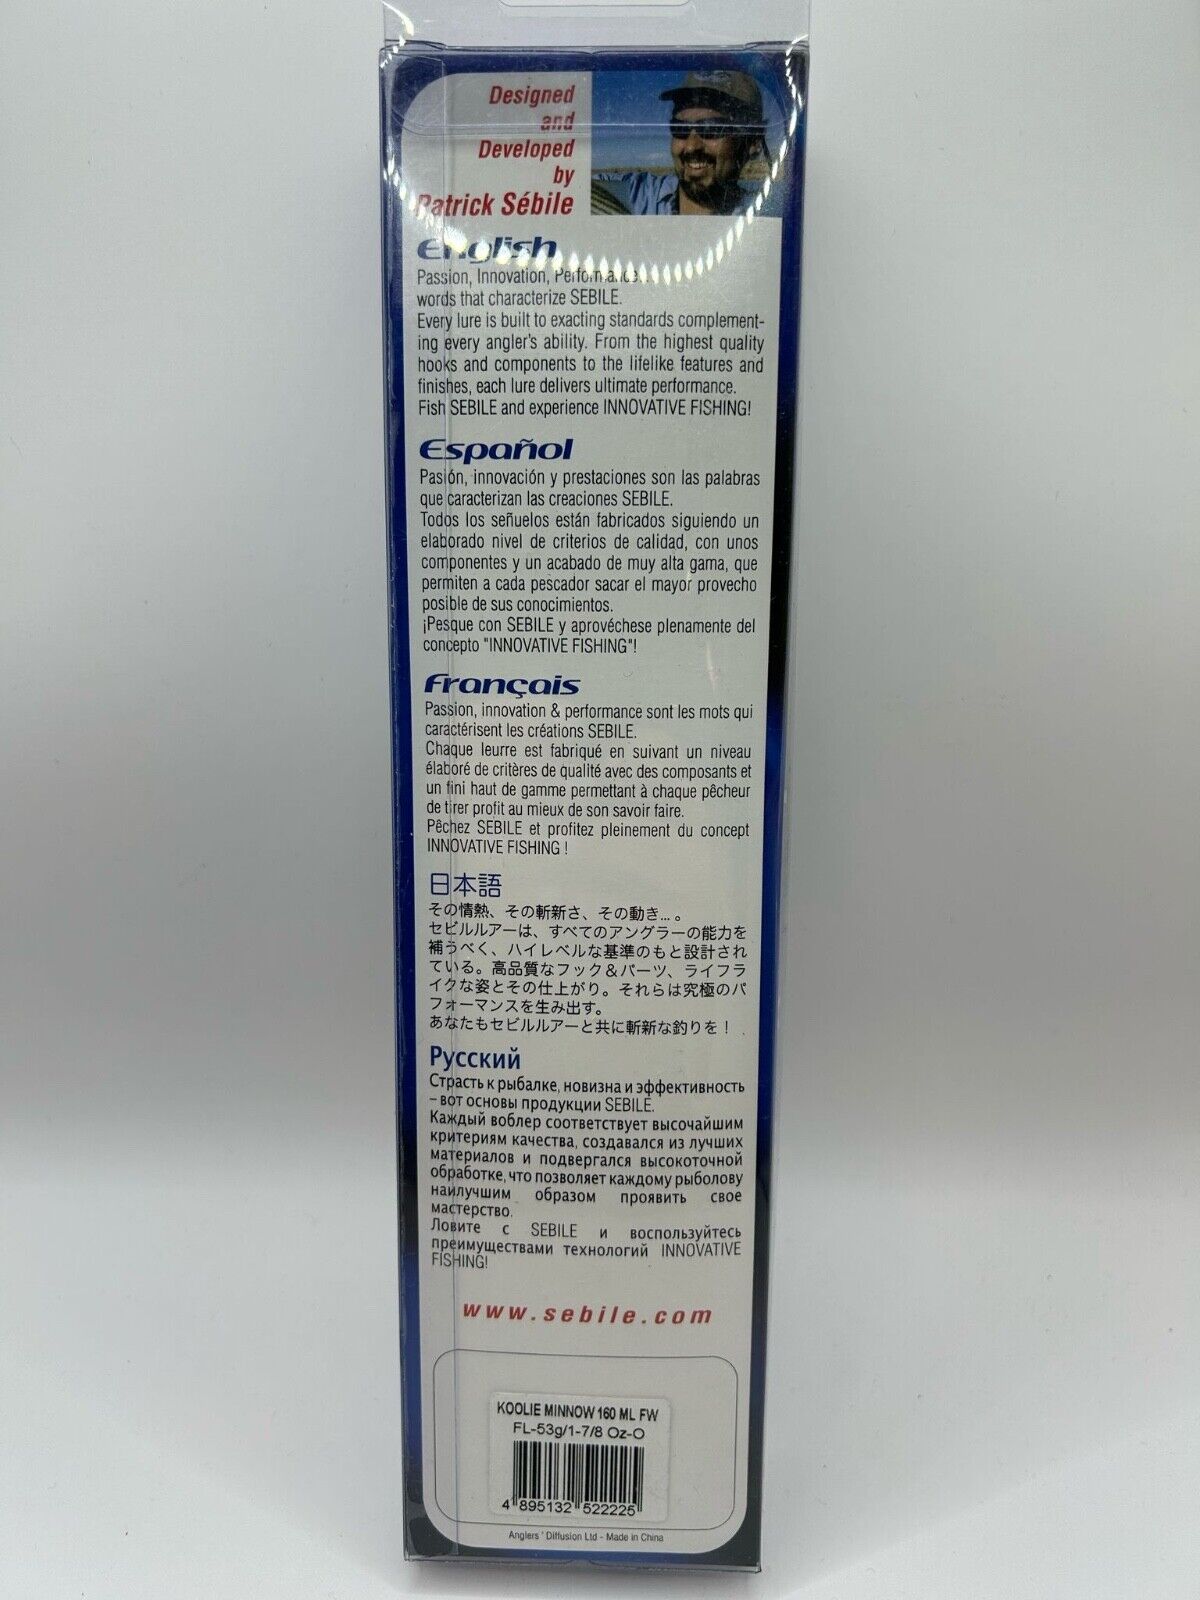 Designed
and
Developed
by
Patrick Sébile
English
Passion, Innovation, Performance...
words that characterize SEBILE.
Every lure is built to exacting standards complement-
ing every angler's ability. From the highest quality
hooks and components to the lifelike features and
finishes, each lure delivers ultimate performance.
Fish SEBILE and experience INNOVATIVE FISHING!
Español
Pasión, innovación y prestaciones son las palabras
que caracterizan las creaciones SEBILE.
Todos los señuelos están fabricados siguiendo un
elaborado nivel de criterios de calidad, con unos
componentes y un acabado de muy alta gama, que
permiten a cada pescador sacar el mayor provecho
posible de sus conocimientos.
¡Pesque con SEBILE y aprovéchese plenamente del
concepto "INNOVATIVE FISHING"!
Français
Passion, innovation & performance sont les mots qui
caractérisent les créations SEBILE.
Chaque leurre est fabriqué en suivant un niveau
élaboré de critères de qualité avec des composants et
un fini haut de gamme permettant à chaque pêcheur
de tirer profit au mieux de son savoir faire.
Pêchez SEBILE et profitez pleinement du concept
INNOVATIVE FISHING !
日本語
その情熱、その斬新さ、その動き...。
セビルルアーは、すべてのアングラーの能力を
補うべく、ハイレベルな基準のもと設計され
ている。高品質なフック＆パーツ、ライフラ
イクな姿とその仕上がり。それらは究極のパ
フォーマンスを生み出す。
あなたもセビルルアーと共に斬新な釣りを！
Русский
Страсть к рыбалке, новизна и эффективность
– вот основы продукции SEBILE.
Каждый воблер соответствует высочайшим
критериям качества, создавался из лучших
материалов и подвергался высокоточной
обработке, что позволяет каждому рыболову
наилучшим образом проявить свое
мастерство.
Ловите с SEBILE и воспользуйтесь
преимуществами технологий INNOVATIVE
FISHING!
www.sebile.com
KOOLIE MINNOW 160 ML FW
FL-53g/1-7/8 Oz-O
4 895132 522225
Anglers ' Diffusion Ltd - Made in China